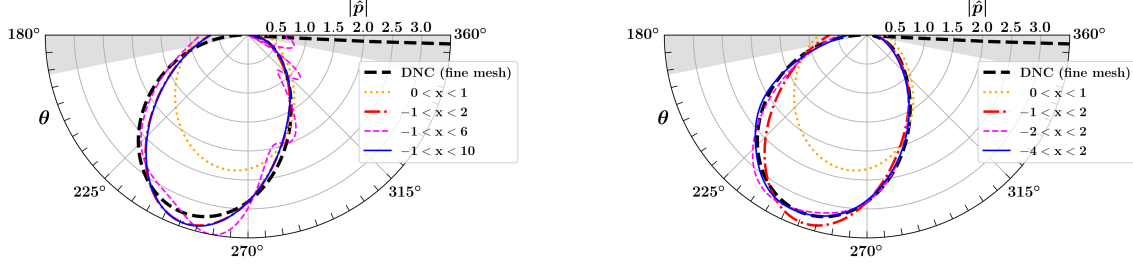 |p̂|
0.5 1.0 1.5 2.0 2.5 3.0
180° 360°
DNC (fine mesh)
0 < x < 1
−1 < x < 2
−1 < x < 6
−1 < x < 10
θ
225° 315°
270°
|p̂|
0.5 1.0 1.5 2.0 2.5 3.0
180° 360°
DNC (fine mesh)
0 < x < 1
−1 < x < 2
−2 < x < 2
−4 < x < 2
θ
225° 315°
270°